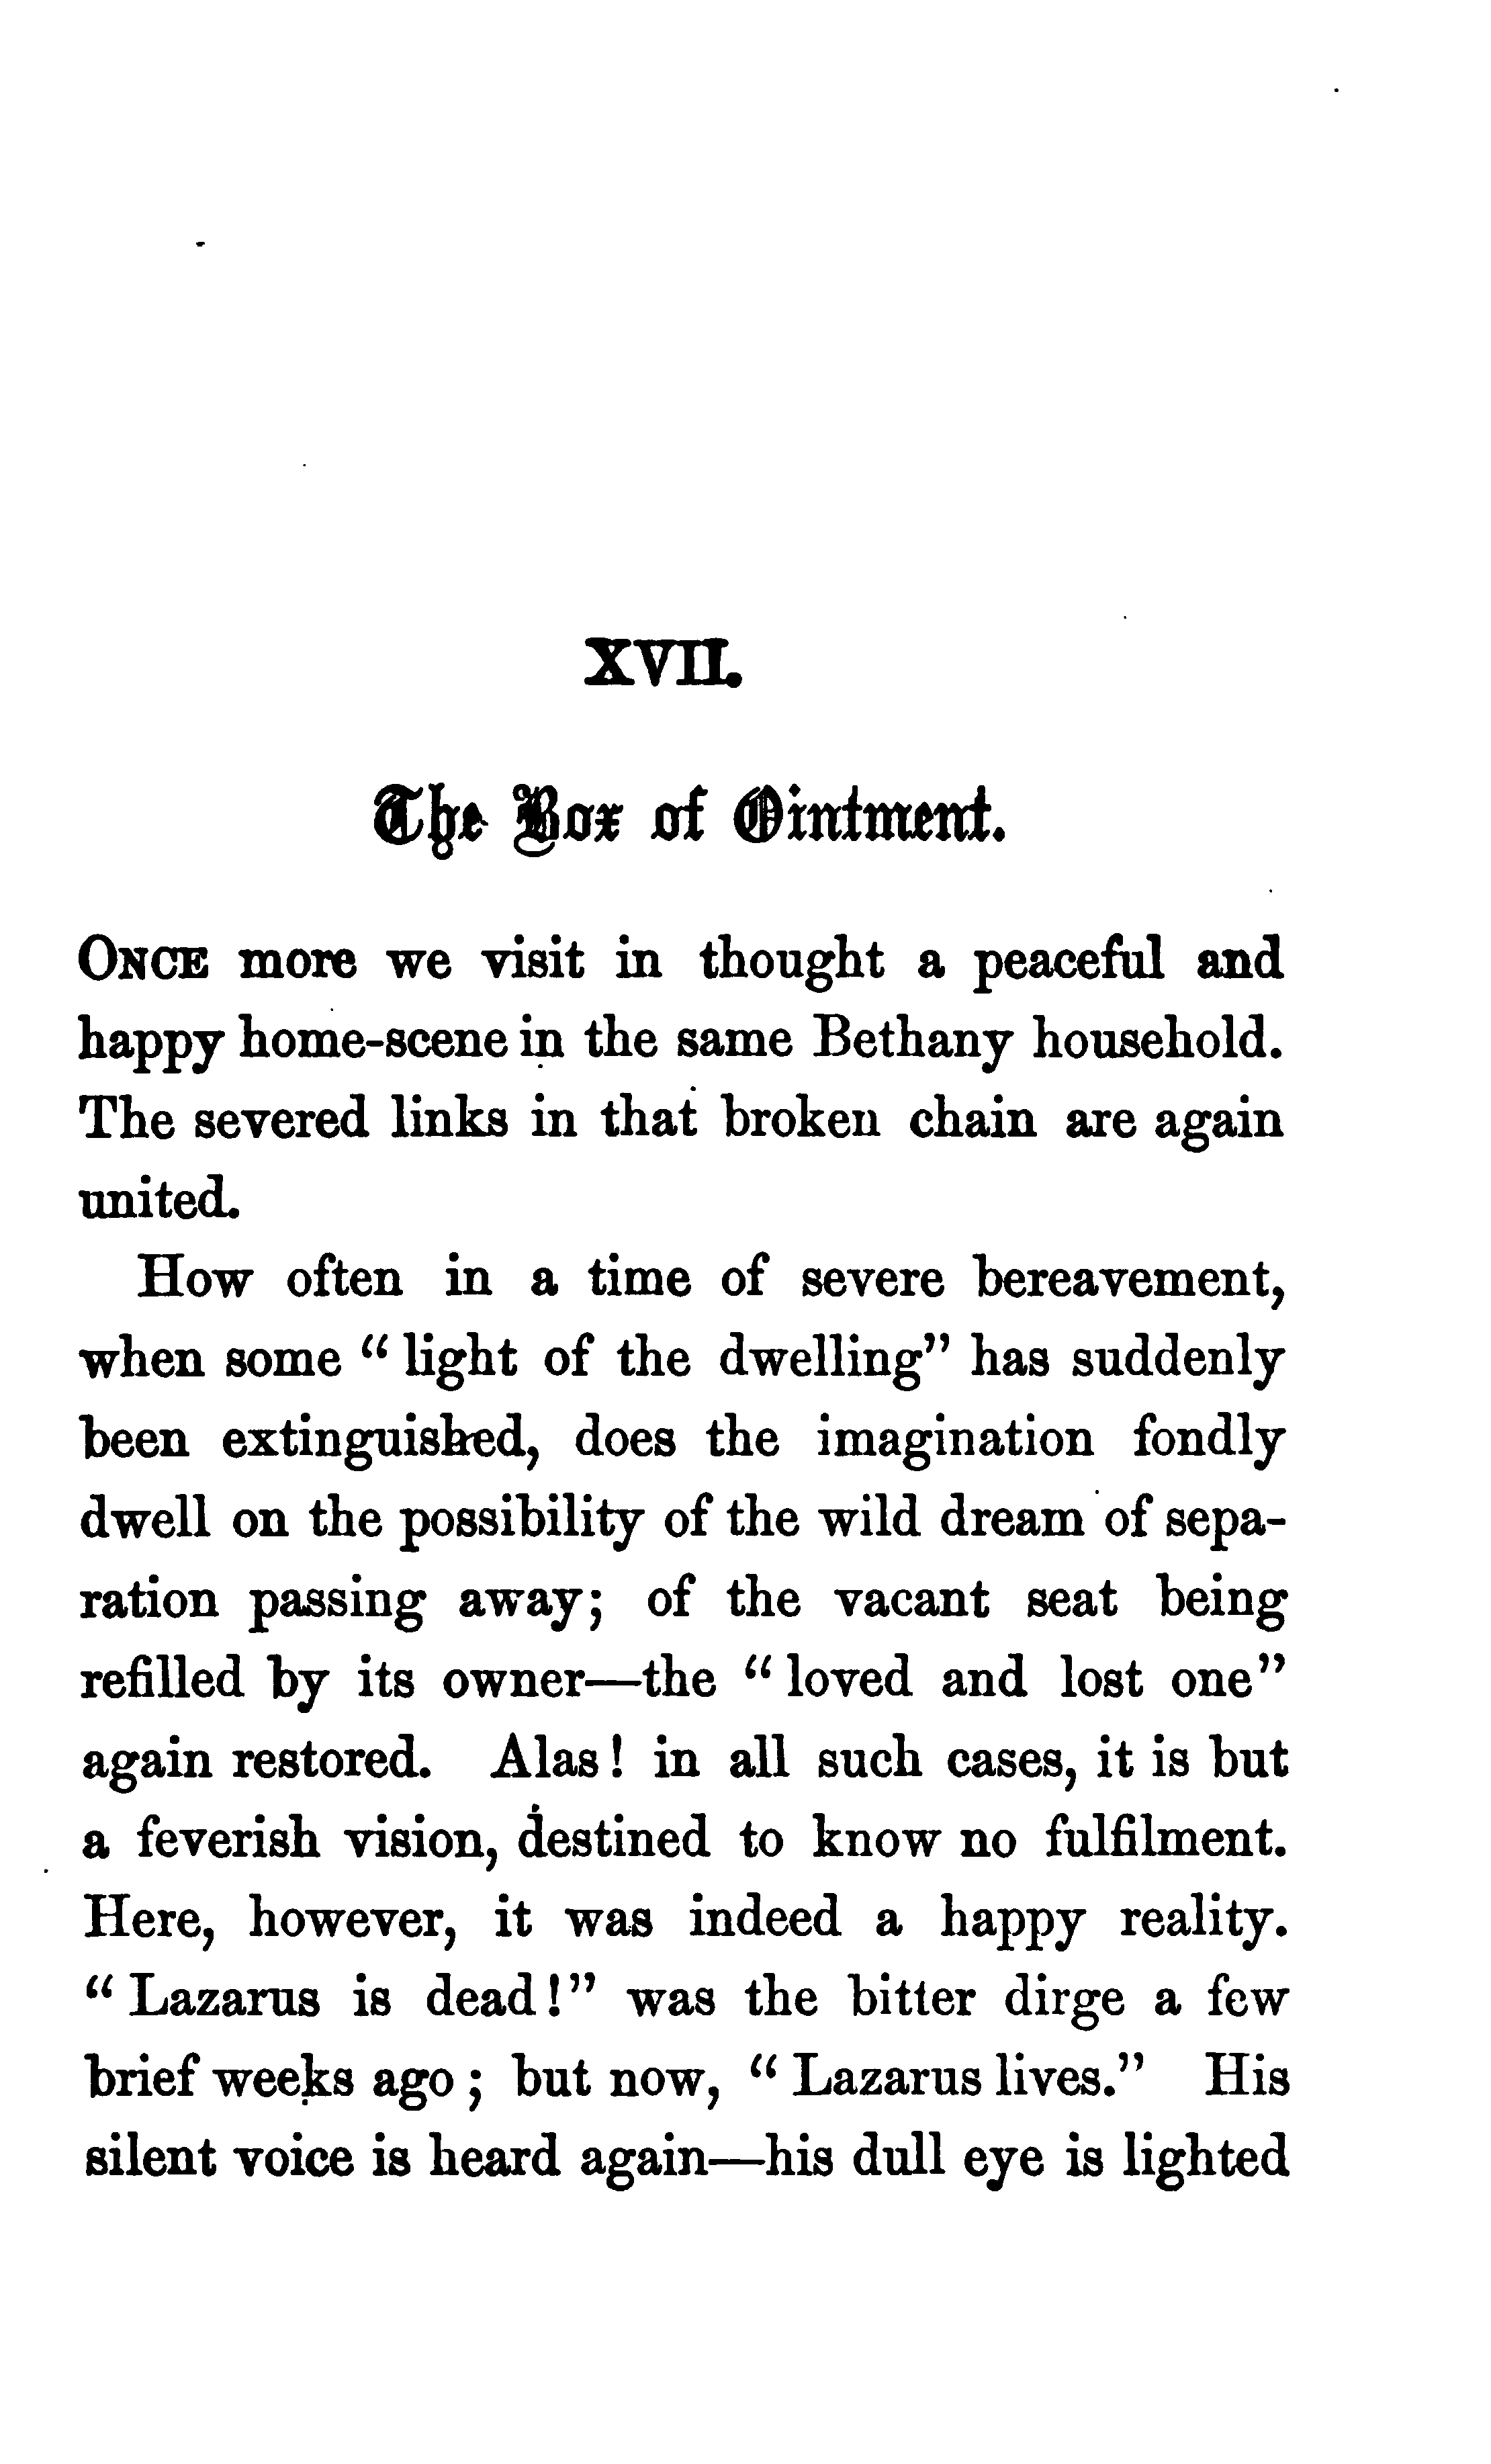 XVII.
The Box of Ointment.
ONCE more we visit in thought a peaceful and
happy home-scene in the same Bethany household.
The severed links in that broken chain are again
united.
How often in a time of severe bereavement,
when some “ light of the dwelling” has suddenly
been extinguished, does the imagination fondly
dwell on the possibility of the wild dream of sepa-
ration passing away; of the vacant seat being
refilled by its owner—the “ loved and lost one”
again restored. Alas! in all such cases, it is but
a feverish vision, destined to know no fulfilment.
Here, however, it was indeed a happy reality.
“ Lazarus is dead!” was the bitter dirge a few
brief weeks ago ; but now, “ Lazarus lives.” His
silent voice is heard again—his dull eye is lighted